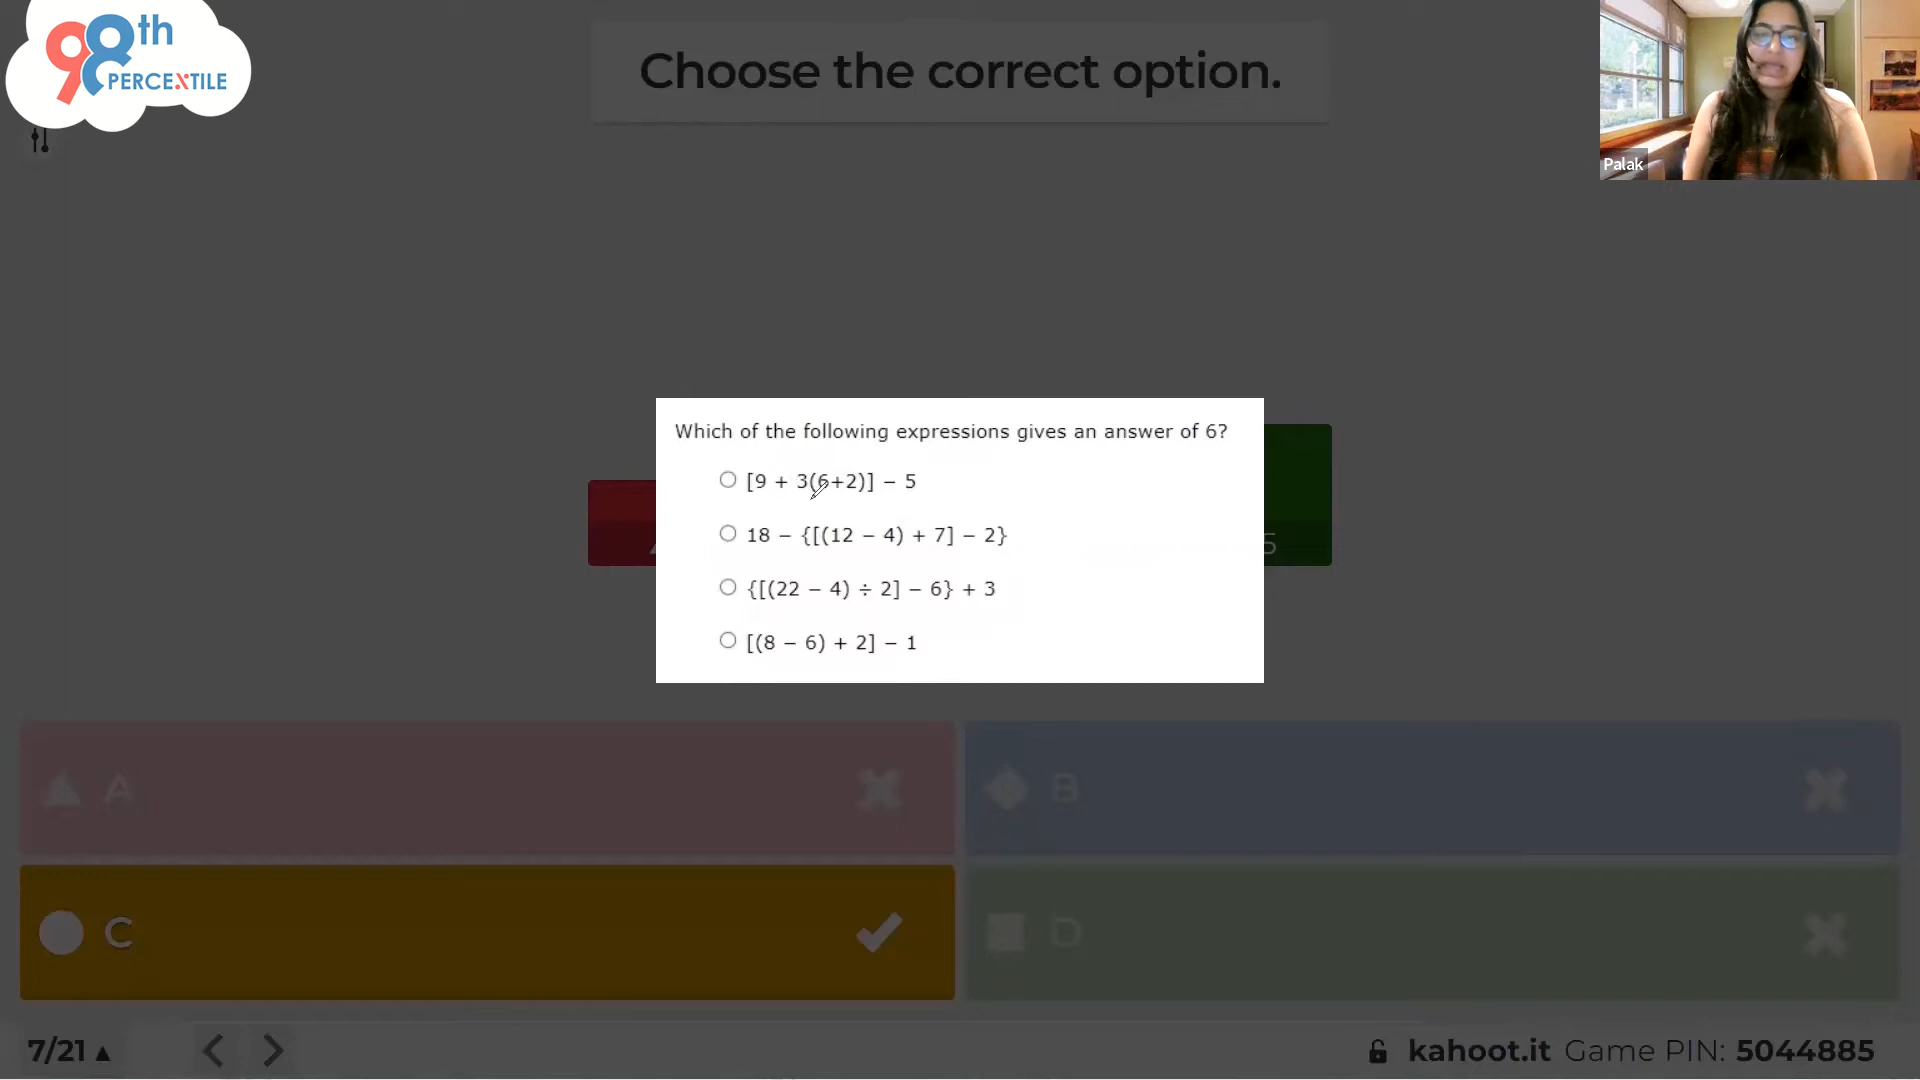 98th
PERCENTILE
Choose the correct option.
Palak
Which of the following expressions gives an answer of 6?
[9 + 3(6+2)] − 5
18 − {[(12 − 4) + 7] − 2}
{[(22 − 4) ÷ 2] − 6} + 3
[(8 − 6) + 2] − 1
5
A
B
C
D
7/21
kahoot.it Game PIN: 5044885